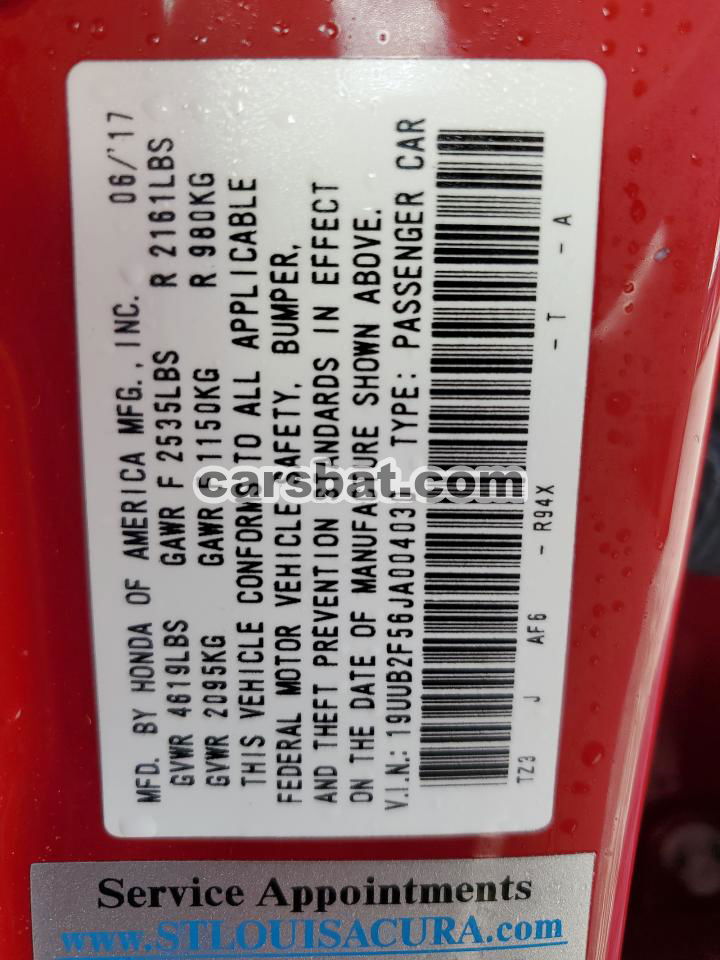 MFD. BY HONDA OF AMERICA MFG., INC. 06/'17
GVWR 4619LBS GAWR F 2535LBS R 2161LBS
GVWR 2095KG GAWR F 1150KG R 980KG
THIS VEHICLE CONFORMS TO ALL APPLICABLE
FEDERAL MOTOR VEHICLE SAFETY, BUMPER,
AND THEFT PREVENTION STANDARDS IN EFFECT
ON THE DATE OF MANUFACTURE SHOWN ABOVE.
V.I.N.: 19UUB2F56JA00403 TYPE: PASSENGER CAR
TZ3 J AF6 - R94X - T - A
carsbat.com
Service Appointments
www.STLOUISACURA.com